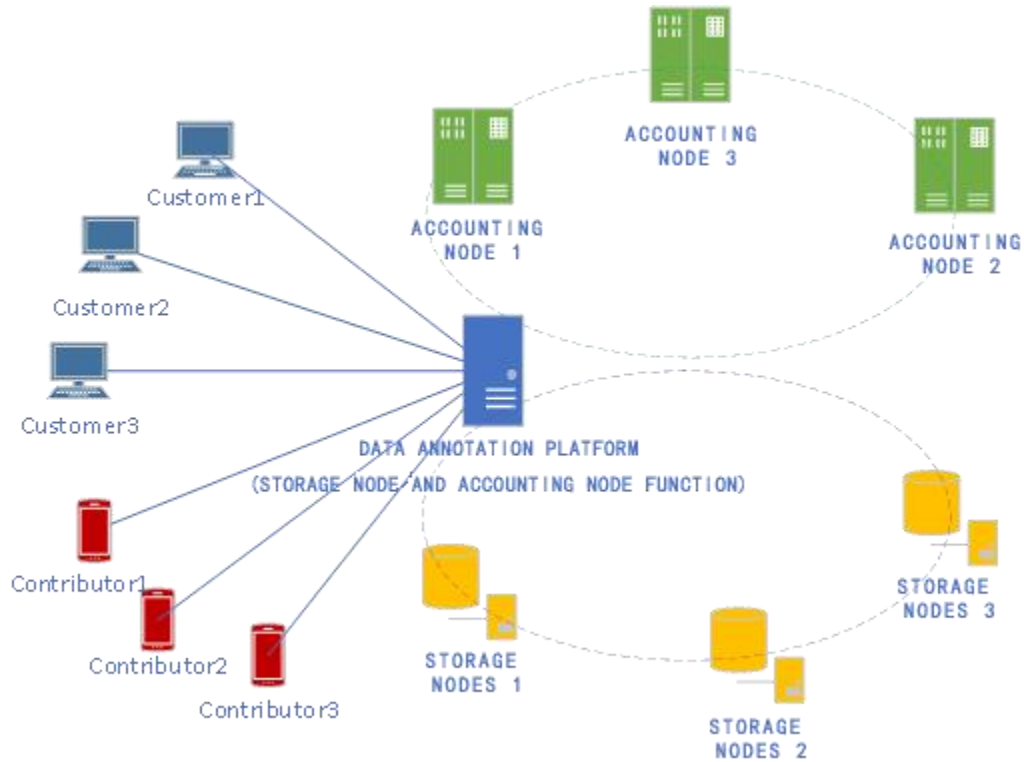 Customer1
Customer2
Customer3
ACCOUNTING
NODE 1
ACCOUNTING
NODE 3
ACCOUNTING
NODE 2
DATA ANNOTATION PLATFORM
(STORAGE NODE AND ACCOUNTING NODE FUNCTION)
Contributor1
Contributor2
Contributor3
STORAGE
NODES 1
STORAGE
NODES 2
STORAGE
NODES 3